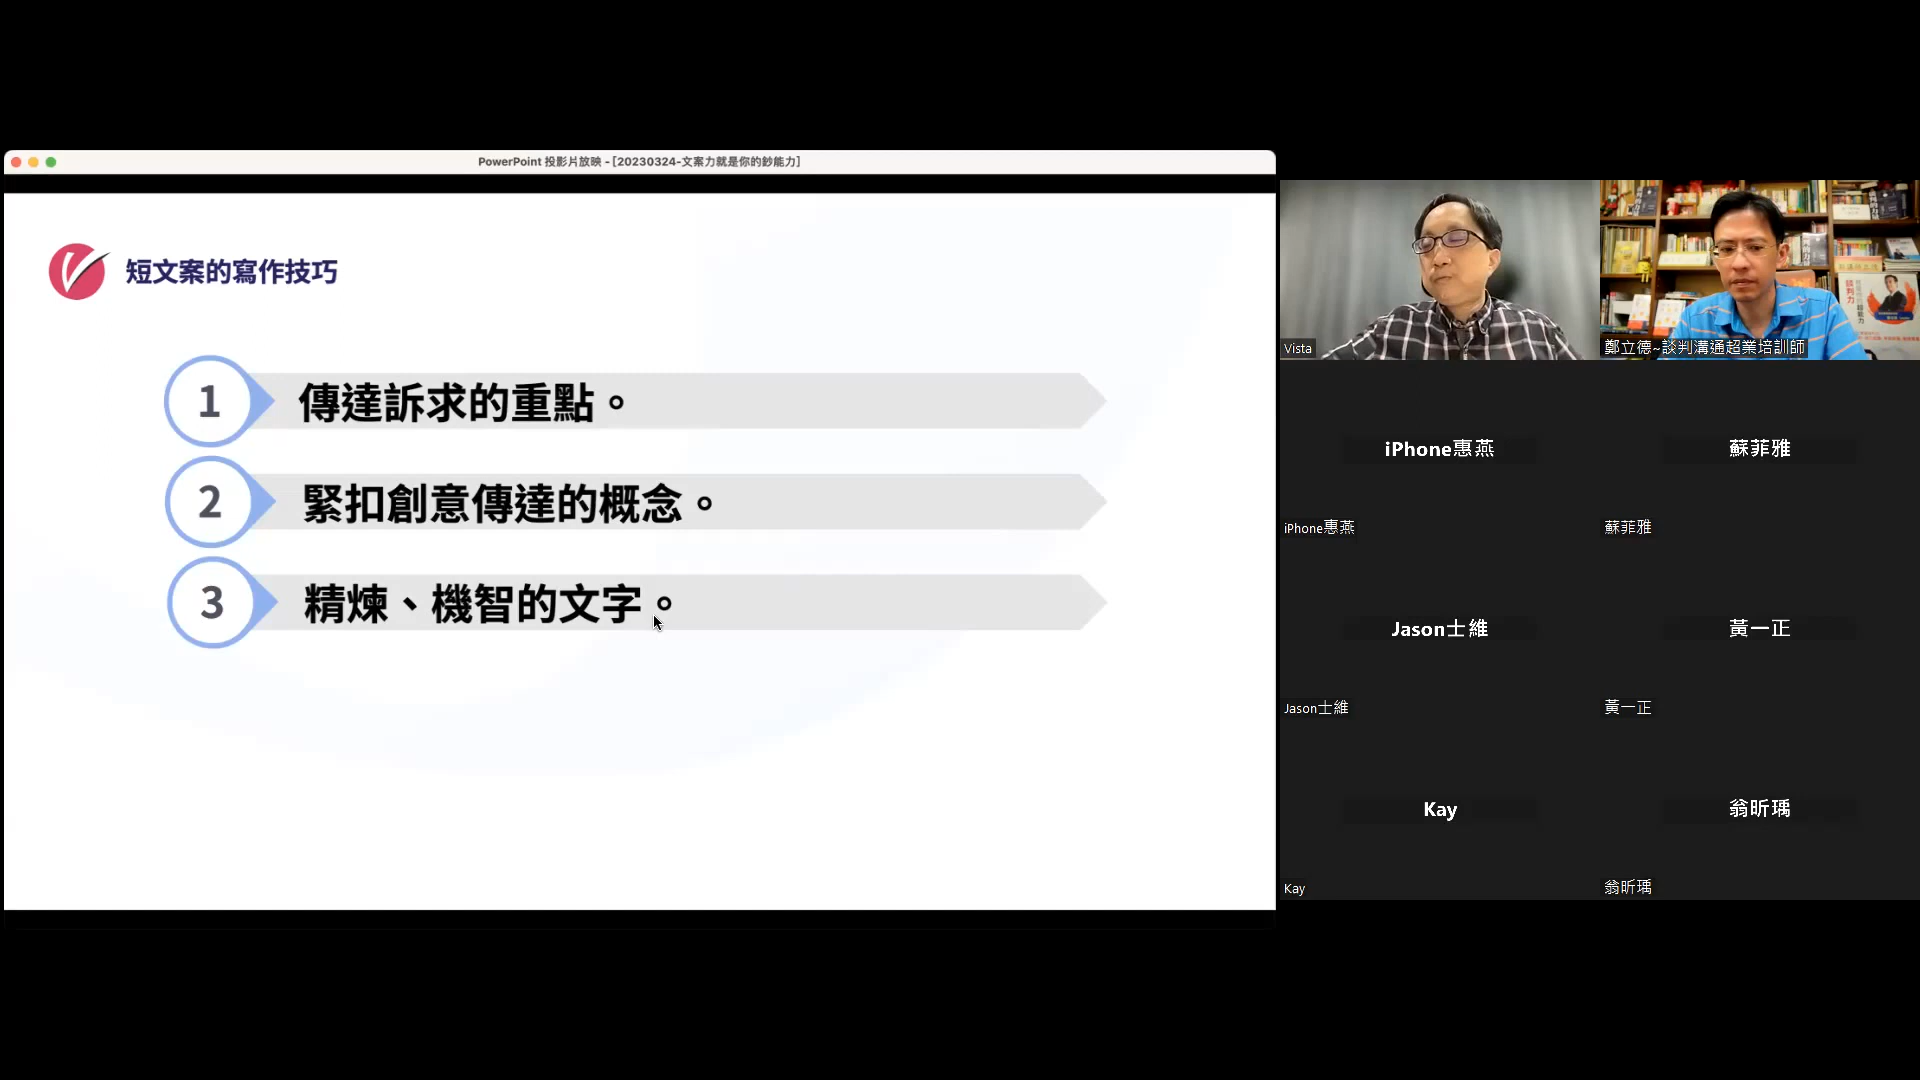 PowerPoint 投影片放映 - [20230324-文案力就是你的鈔能力]
短文案的寫作技巧
1 傳達訴求的重點。
2 緊扣創意傳達的概念。
3 精煉、機智的文字。
Vista
鄭立德~談判溝通超業培訓師
談判力
超能力
iPhone惠燕
蘇菲雅
iPhone惠燕
蘇菲雅
Jason士維
黃一正
Jason士維
黃一正
Kay
翁昕瑀
Kay
翁昕瑀